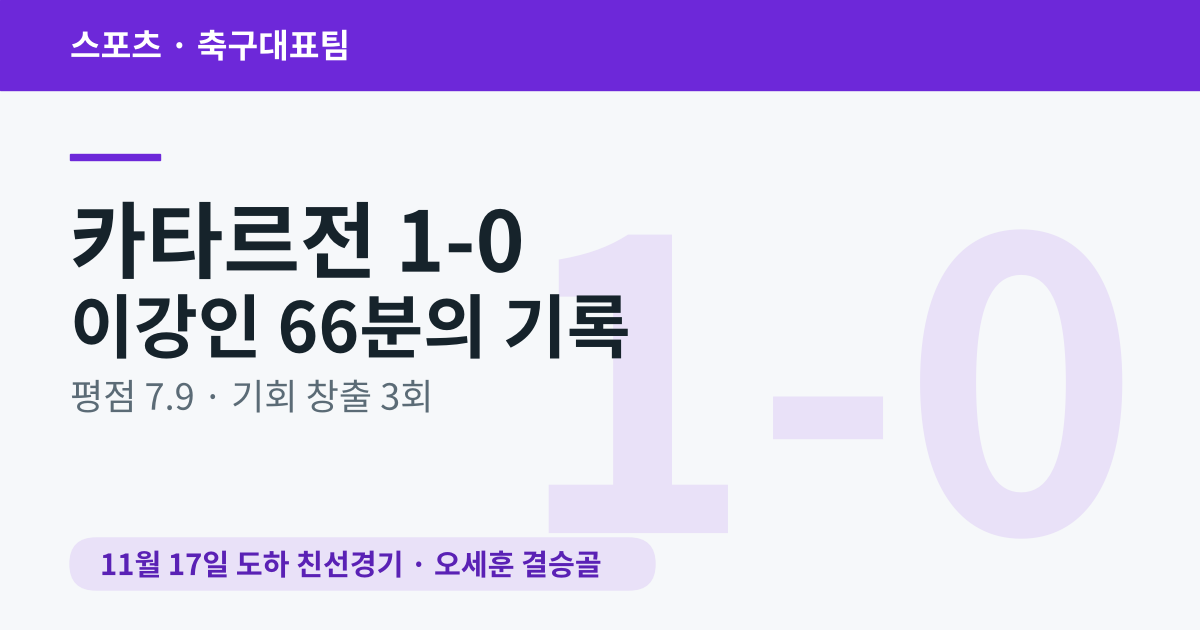 스포츠 · 축구대표팀
카타르전 1-0
이강인 66분의 기록
평점 7.9 · 기회 창출 3회
1-0
11월 17일 도하 친선경기 · 오세훈 결승골